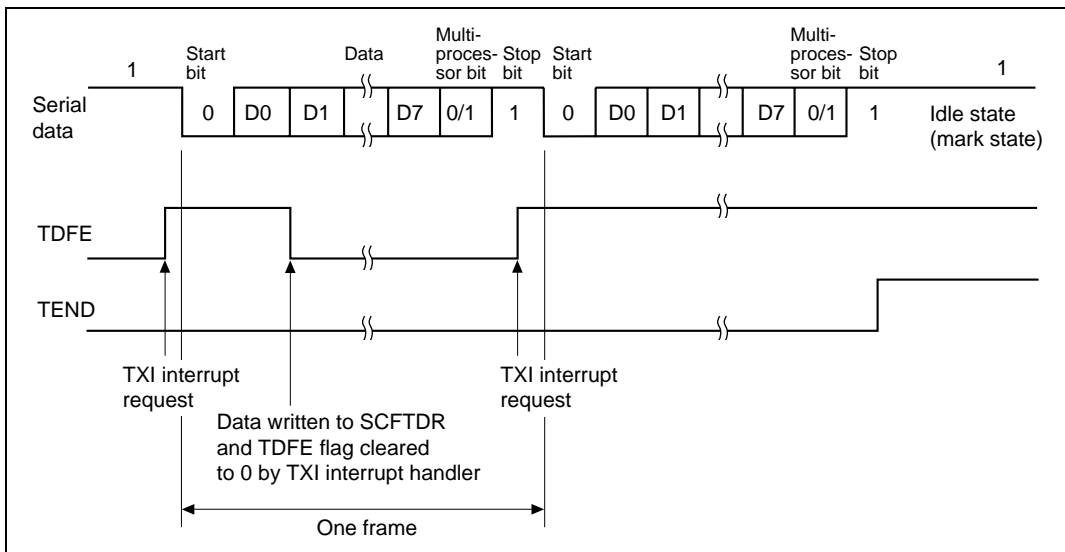 1
Start
bit
Data
Multi-
proces-
sor bit
Stop
bit
Start
bit
Multi-
proces-
sor bit
Stop
bit
1
Serial
data
0 D0 D1 D7 0/1 1 0 D0 D1 D7 0/1 1
Idle state
(mark state)
TDFE
TEND
TXI interrupt
request
Data written to SCFTDR
and TDFE flag cleared
to 0 by TXI interrupt handler
TXI interrupt
request
One frame